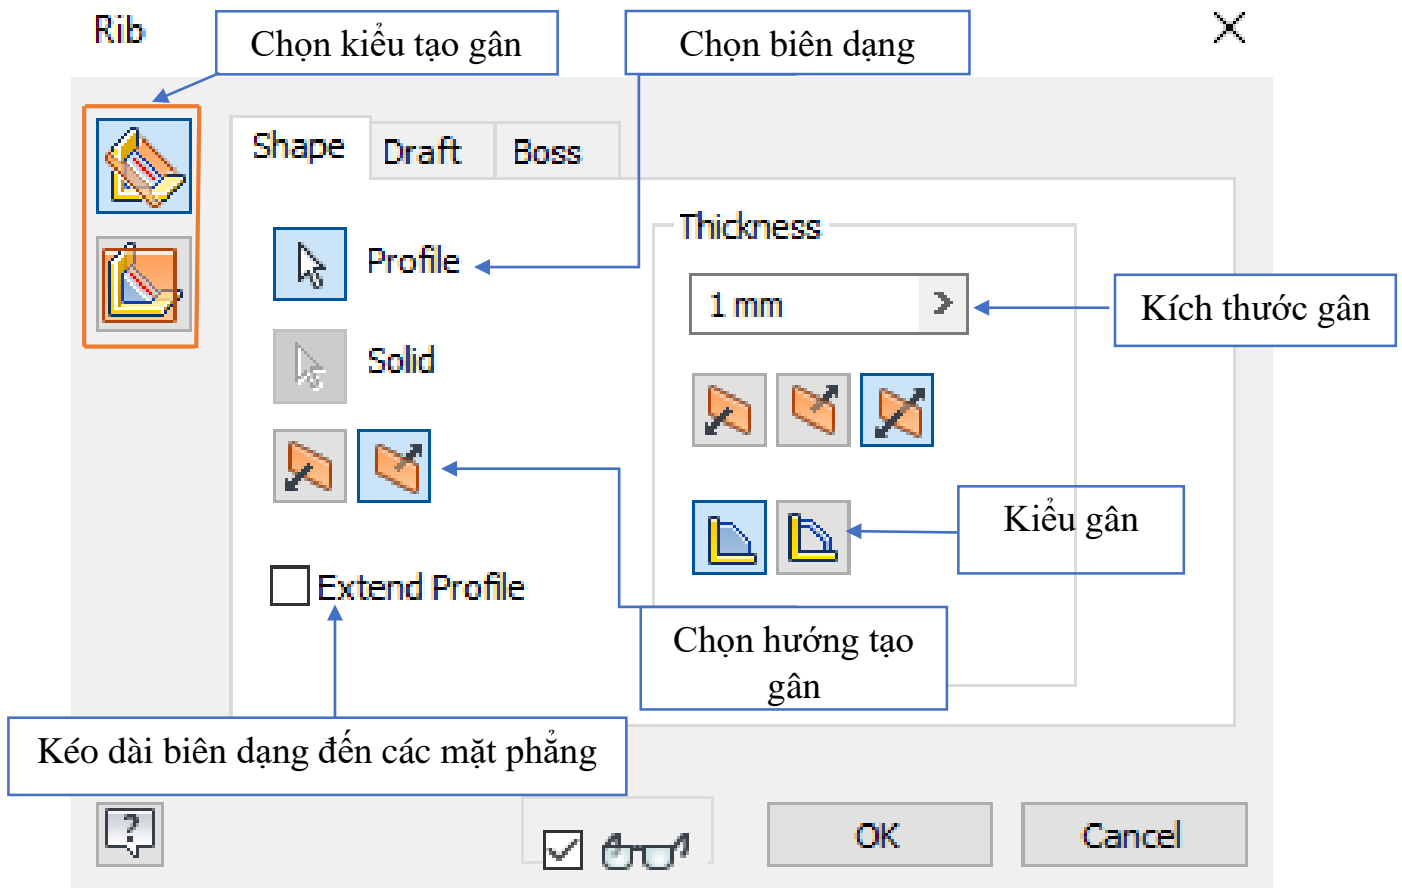 Rib
Chọn kiểu tạo gân
Chọn biên dạng
Shape
Draft
Boss
Profile
Thickness
1 mm
Kích thước gân
Solid
Kiểu gân
Extend Profile
Chọn hướng tạo
gân
Kéo dài biên dạng đến các mặt phẳng
?
OK
Cancel